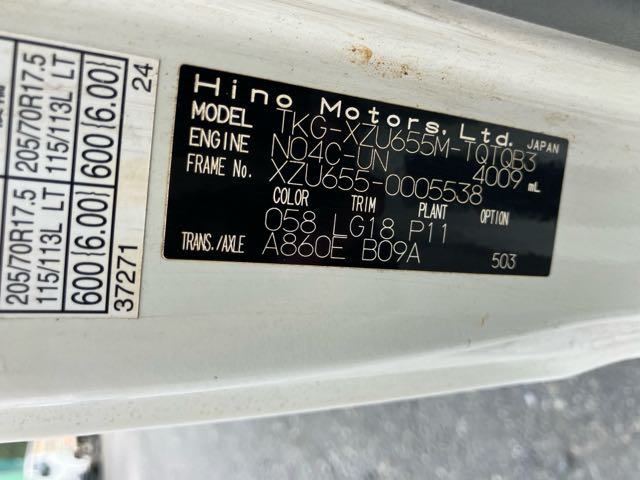 Hino Motors, Ltd. JAPAN
MODEL TKG-XZU655M-TQTQB3
ENGINE N04C-UN 4009 mL
FRAME No. XZU655-0005538
COLOR TRIM PLANT OPTION
058 LG18 P11
TRANS./AXLE A860E B09A 503
205/70R17.5 205/70R17.5
115/113L LT 115/113L LT
600(6.00) 600(6.00)
37271 24